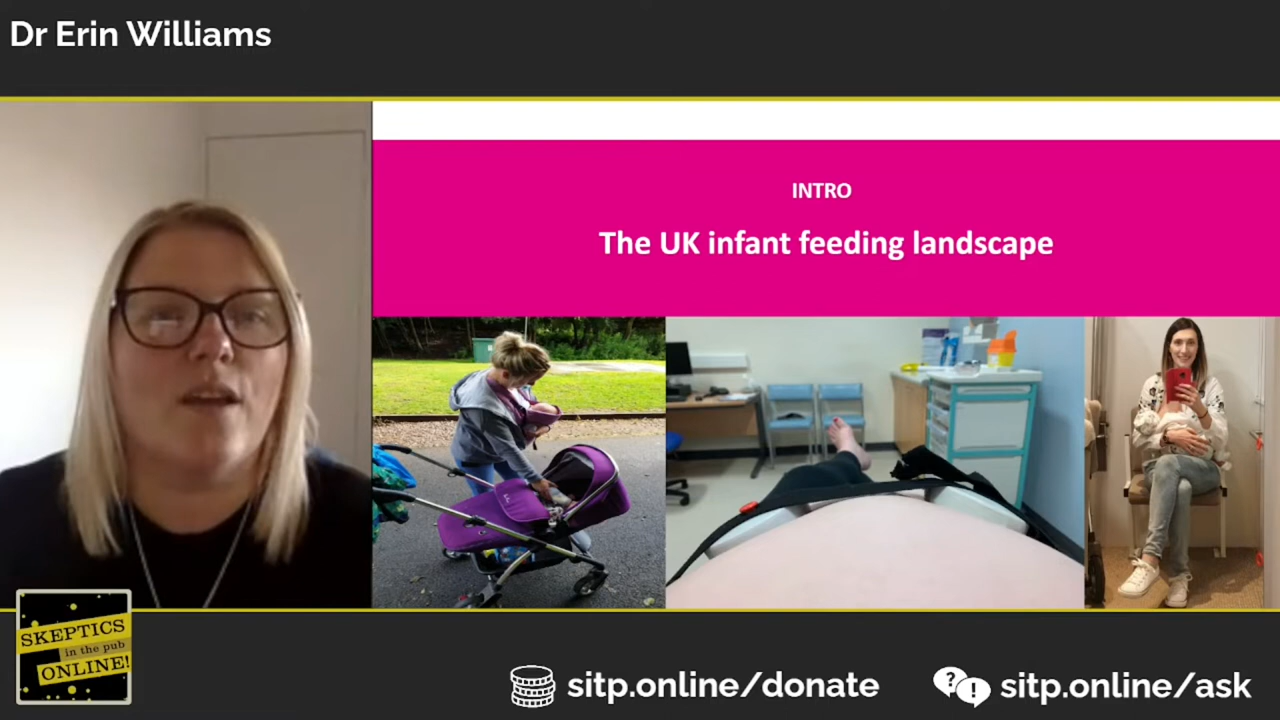 Dr Erin Williams
INTRO
The UK infant feeding landscape
SKEPTICS
in the pub
ONLINE!
sitp.online/donate
sitp.online/ask